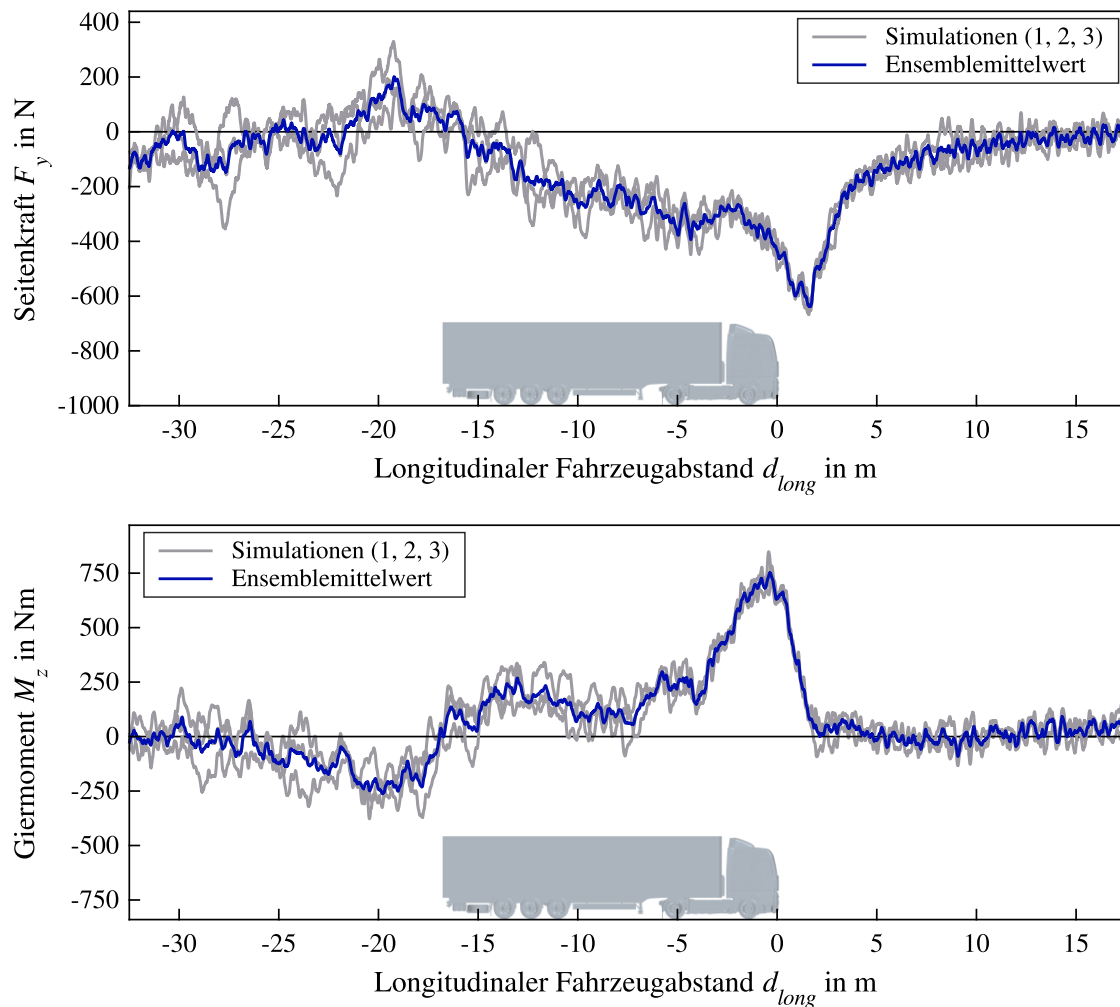 400
200
0
-200
-400
-600
-800
-1000
Seitenkraft F_y in N
Simulationen (1, 2, 3)
Ensemblemittelwert
-30 -25 -20 -15 -10 -5 0 5 10 15
Longitudinaler Fahrzeugabstand d_long in m
750
500
250
0
-250
-500
-750
Giermoment M_z in Nm
Simulationen (1, 2, 3)
Ensemblemittelwert
-30 -25 -20 -15 -10 -5 0 5 10 15
Longitudinaler Fahrzeugabstand d_long in m